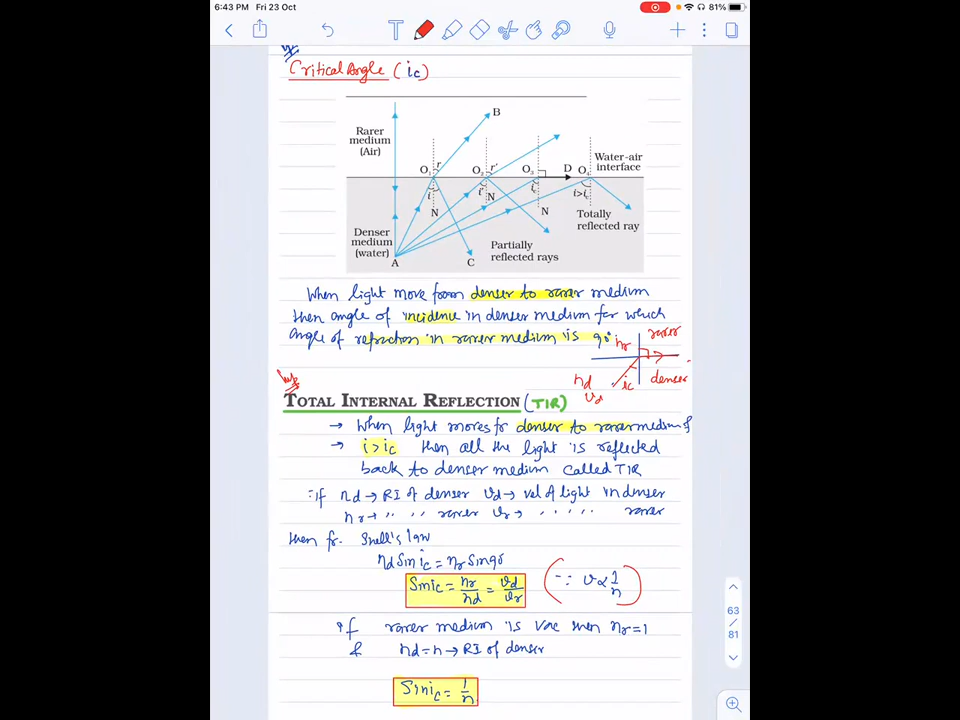 6:43 PM Fri 23 Oct
81%
Critical Angle (ic)
B
Rarer
medium
(Air)
Water-air
interface
O1 r O2 r' O3 D O4
i i' ic i>ic
N N N
Totally
reflected ray
Denser
medium
(water)
Partially
reflected rays
A C
When light move from denser to rarer medium
then angle of incidence in denser medium for which
angle of refraction in rarer medium is 90°
nr rarer
nd ic denser
vd
TOTAL INTERNAL REFLECTION (TIR)
→ When light moves fr denser to rarer medium &
→ i > ic then all the light is reflected
back to denser medium called TIR
∵ if nd → RI of denser vd → vel of light in denser
nr → ,, ,, rarer vr → ,, ,, ,, ,, rarer
then fr. Snell's law
nd Sin ic = nr Sin 90
Sin ic = nr/nd = vd/vr
(∵ v ∝ 1/n)
if rarer medium is Vac then nr = 1
& nd = n → RI of denser
Sin ic = 1/n
63
/
81